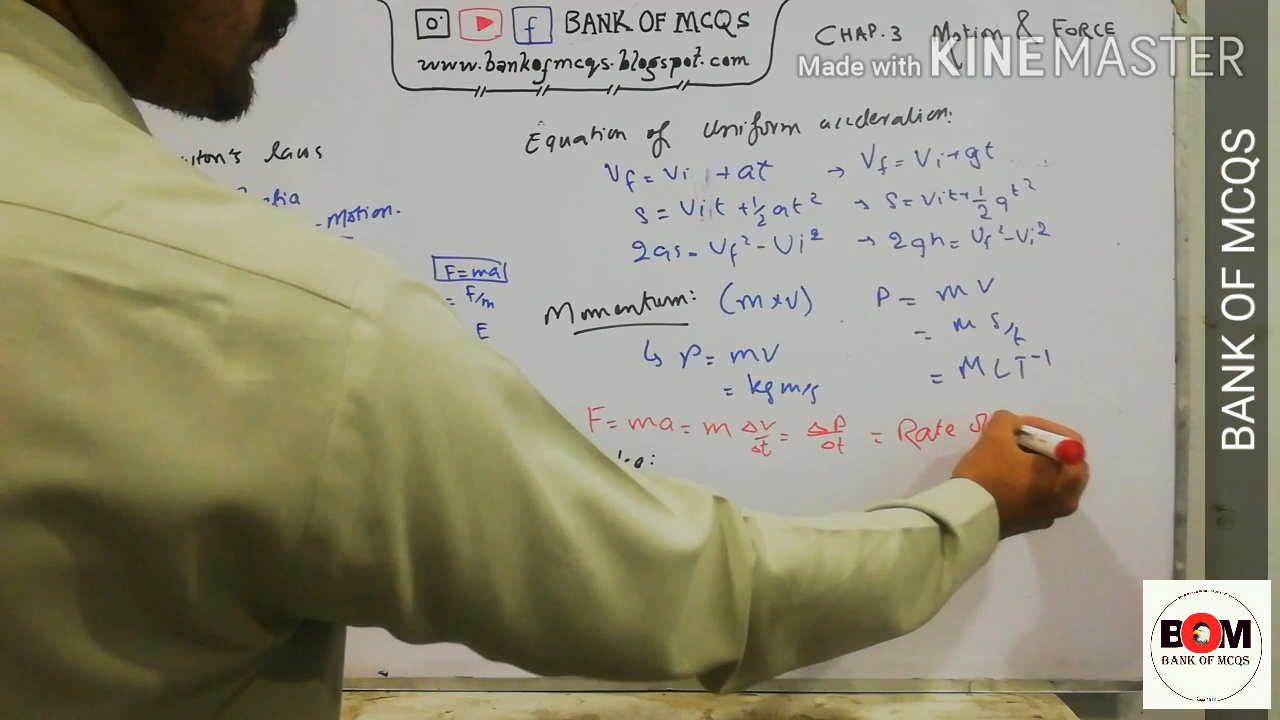 BANK OF MCQS
www.bankofmcqs.blogspot.com
CHAP.3 Motion & FORCE
Made with KINEMASTER
laws
motion.
F=ma
= F/m
E
Equation of Uniform acceleration:
Vf = Vi + at → Vf = Vi + gt
S = Vit + 1/2 at² → S = Vit + 1/2 gt²
2as = Vf² - Vi² → 2gh = Vf² - Vi²
Momentum: (m×v)
↳ P = mv
= kg m/s
P = mv
= M S/t
= MLT⁻¹
F = ma = m Δv/Δt = ΔP/Δt = Rate
BANK OF MCQS
BOM
BANK OF MCQS